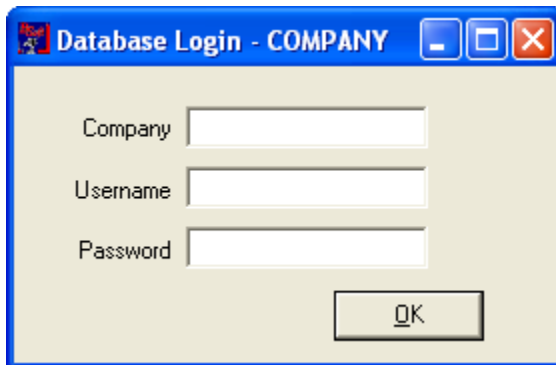 Database Login - COMPANY
Company
Username
Password
OK